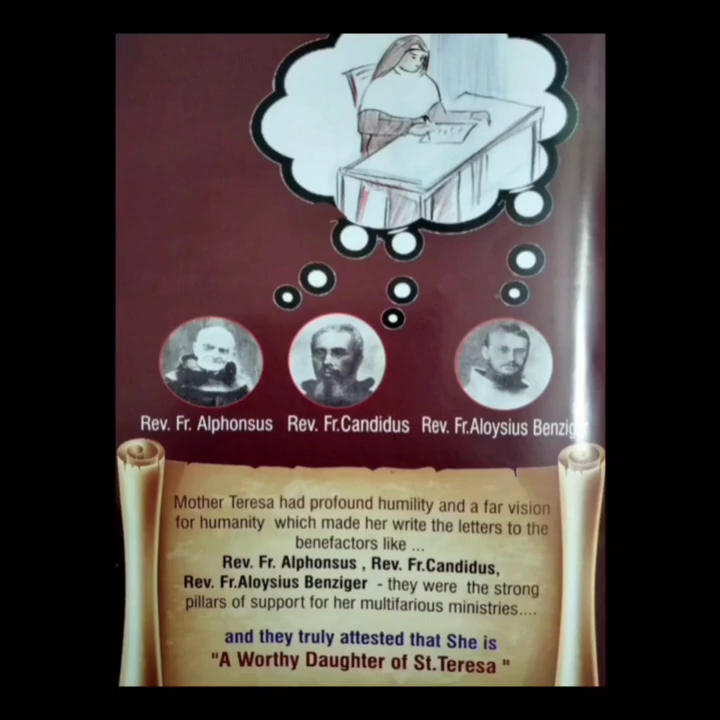 Rev. Fr. Alphonsus Rev. Fr.Candidus Rev. Fr.Aloysius Benziger
Mother Teresa had profound humility and a far vision
for humanity which made her write the letters to the
benefactors like ...
Rev. Fr. Alphonsus , Rev. Fr.Candidus,
Rev. Fr.Aloysius Benziger - they were the strong
pillars of support for her multifarious ministries....
and they truly attested that She is
"A Worthy Daughter of St.Teresa "